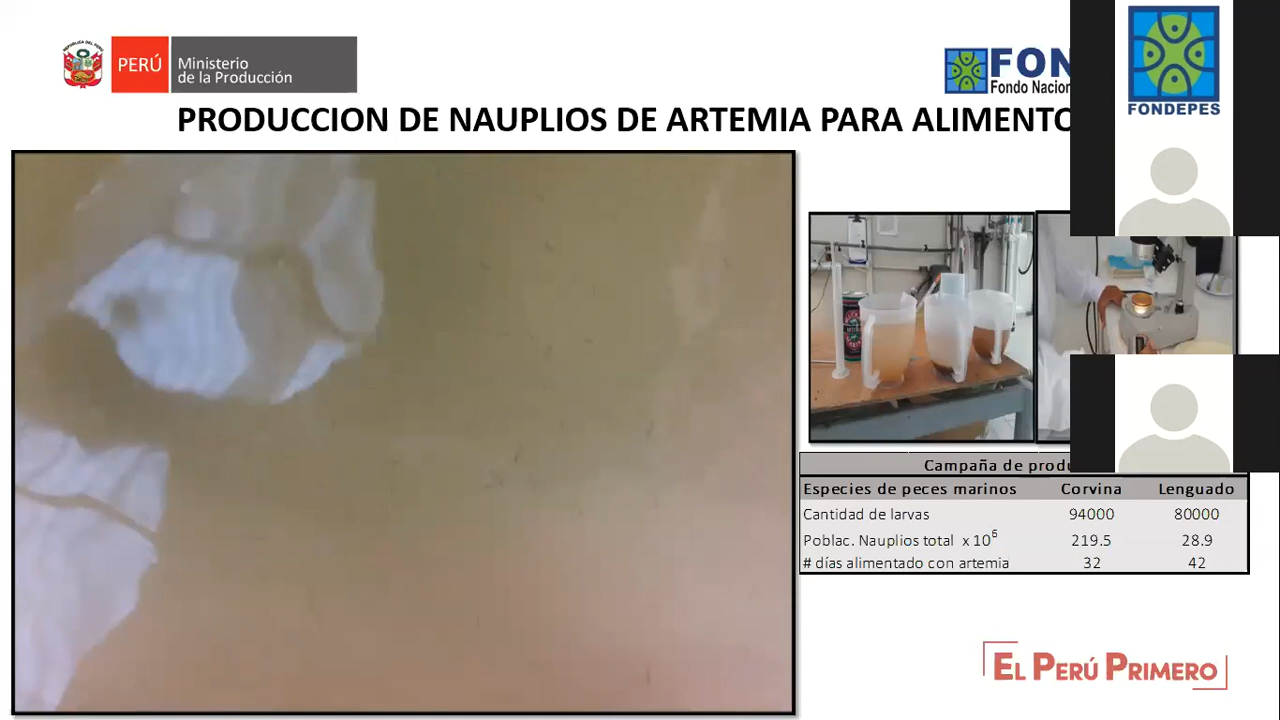 PERÚ
Ministerio
de la Producción
FON
Fondo Nacion
FONDEPES
PRODUCCION DE NAUPLIOS DE ARTEMIA PARA ALIMENTO
Campaña de produ
Especies de peces marinos Corvina Lenguado
Cantidad de larvas 94000 80000
Poblac. Nauplios total x 10⁶ 219.5 28.9
# días alimentado con artemia 32 42
EL PERÚ PRIMERO